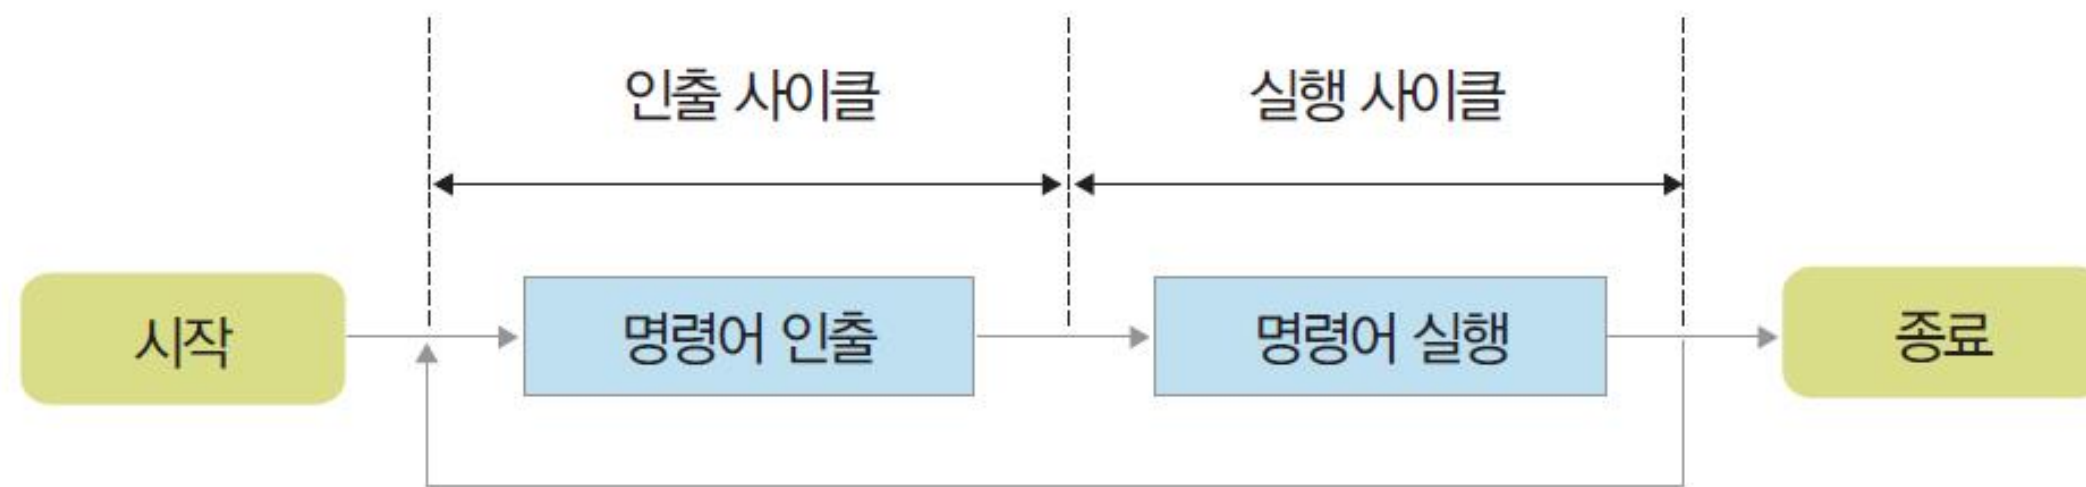 인출 사이클
실행 사이클
시작
명령어 인출
명령어 실행
종료